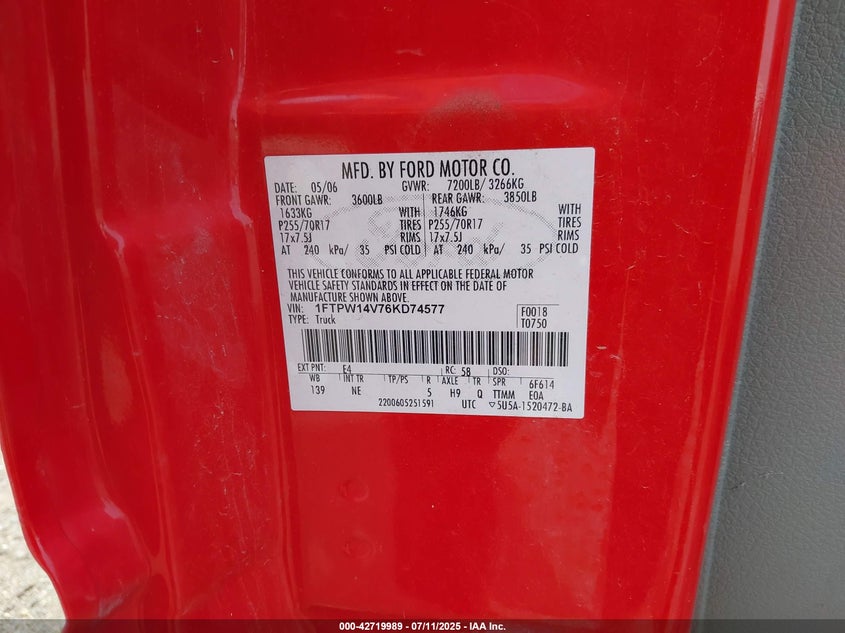 MFD. BY FORD MOTOR CO.
DATE: 05/06 GVWR: 7200LB/ 3266KG
FRONT GAWR: 3600LB REAR GAWR: 3850LB
1633KG WITH 1746KG WITH
P255/70R17 TIRES P255/70R17 TIRES
17x7.5J RIMS 17x7.5J RIMS
AT 240 kPa/ 35 PSI COLD AT 240 kPa/ 35 PSI COLD
THIS VEHICLE CONFORMS TO ALL APPLICABLE FEDERAL MOTOR
VEHICLE SAFETY STANDARDS IN EFFECT ON THE DATE OF
MANUFACTURE SHOWN ABOVE.
VIN: 1FTPW14V76KD74577 F0018
TYPE: Truck T0750
EXT PNT: E4 RC: 58 DSO:
WB INT TR TP/PS R AXLE TR SPR 6F614
139 NE 5 H9 Q TTMM E0A
2200605251591 UTC ▽5U5A-1520472-BA
000-42719989 - 07/11/2025 - IAA Inc.